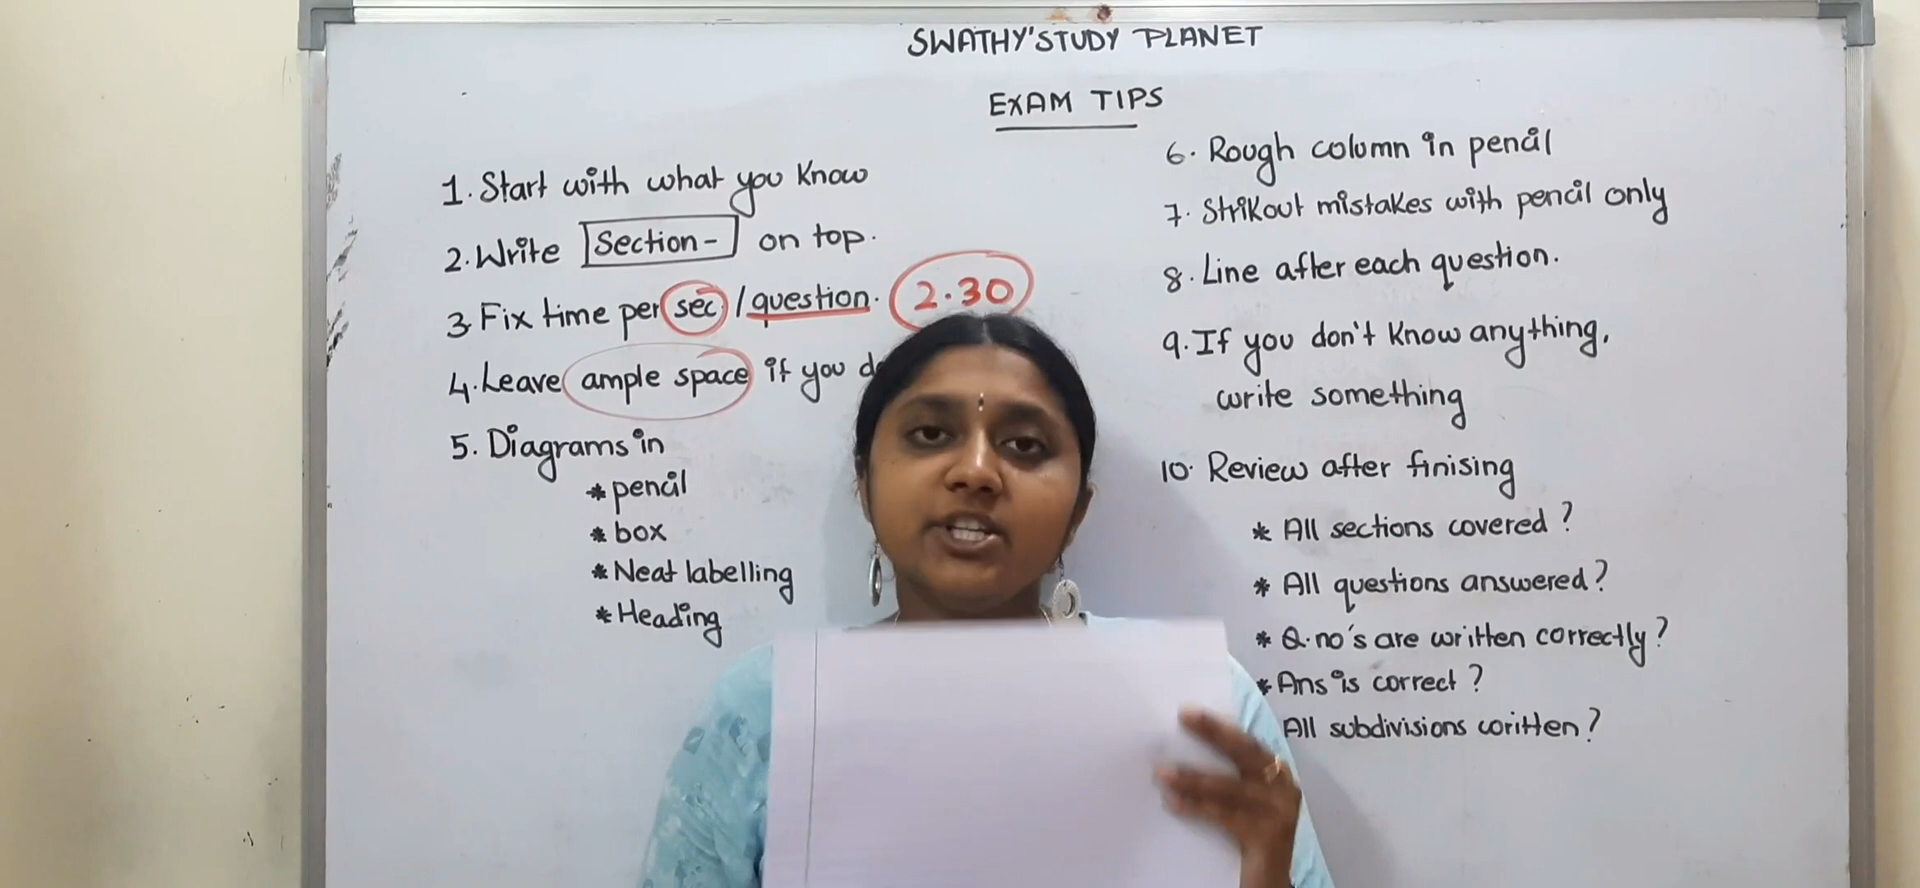 SWATHY'STUDY PLANET
EXAM TIPS
1. Start with what you know
2. Write Section - on top.
3 Fix time per sec / question. 2.30
4. Leave ample space if you
5. Diagrams in
* pencil
* box
* Neat labelling
* Heading
6. Rough column in pencil
7. Strikout mistakes with pencil only
8. Line after each question.
9. If you don't know anything,
write something
10. Review after finising
* All sections covered?
* All questions answered?
* Q.no's are written correctly?
* Ans is correct?
All subdivisions written?